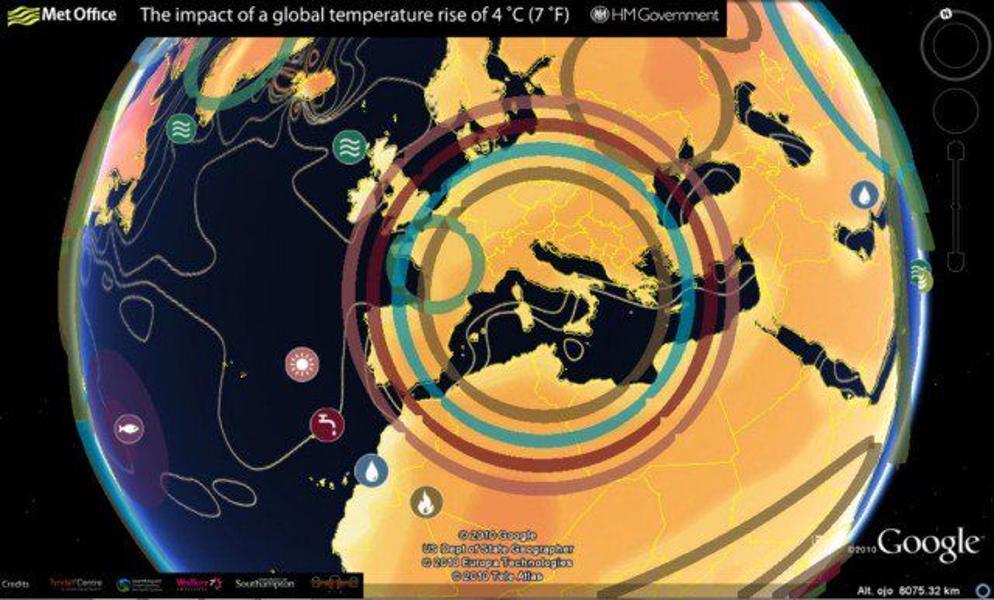 Met Office
The impact of a global temperature rise of 4 °C (7 °F)
HM Government
N
© 2010 Google
US Dept of State Geographer
© 2010 Europa Technologies
© 2010 Tele Atlas
©2010 Google
Credits
Tyndall Centre
Walker
Southampton
Alt. ojo 8075.32 km